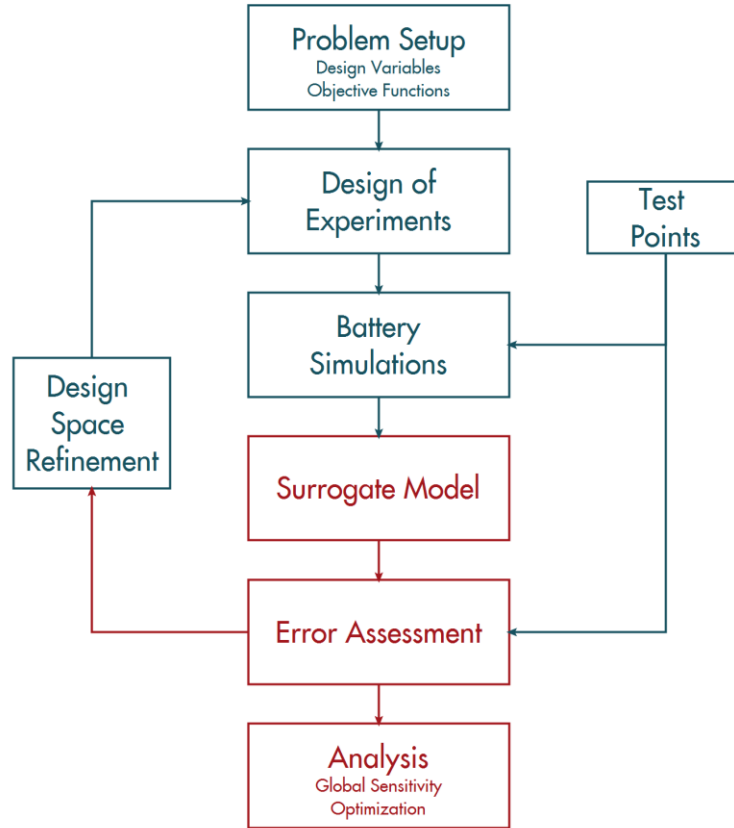 Problem Setup
Design Variables
Objective Functions
Design of
Experiments
Test
Points
Battery
Simulations
Design
Space
Refinement
Surrogate Model
Error Assessment
Analysis
Global Sensitivity
Optimization